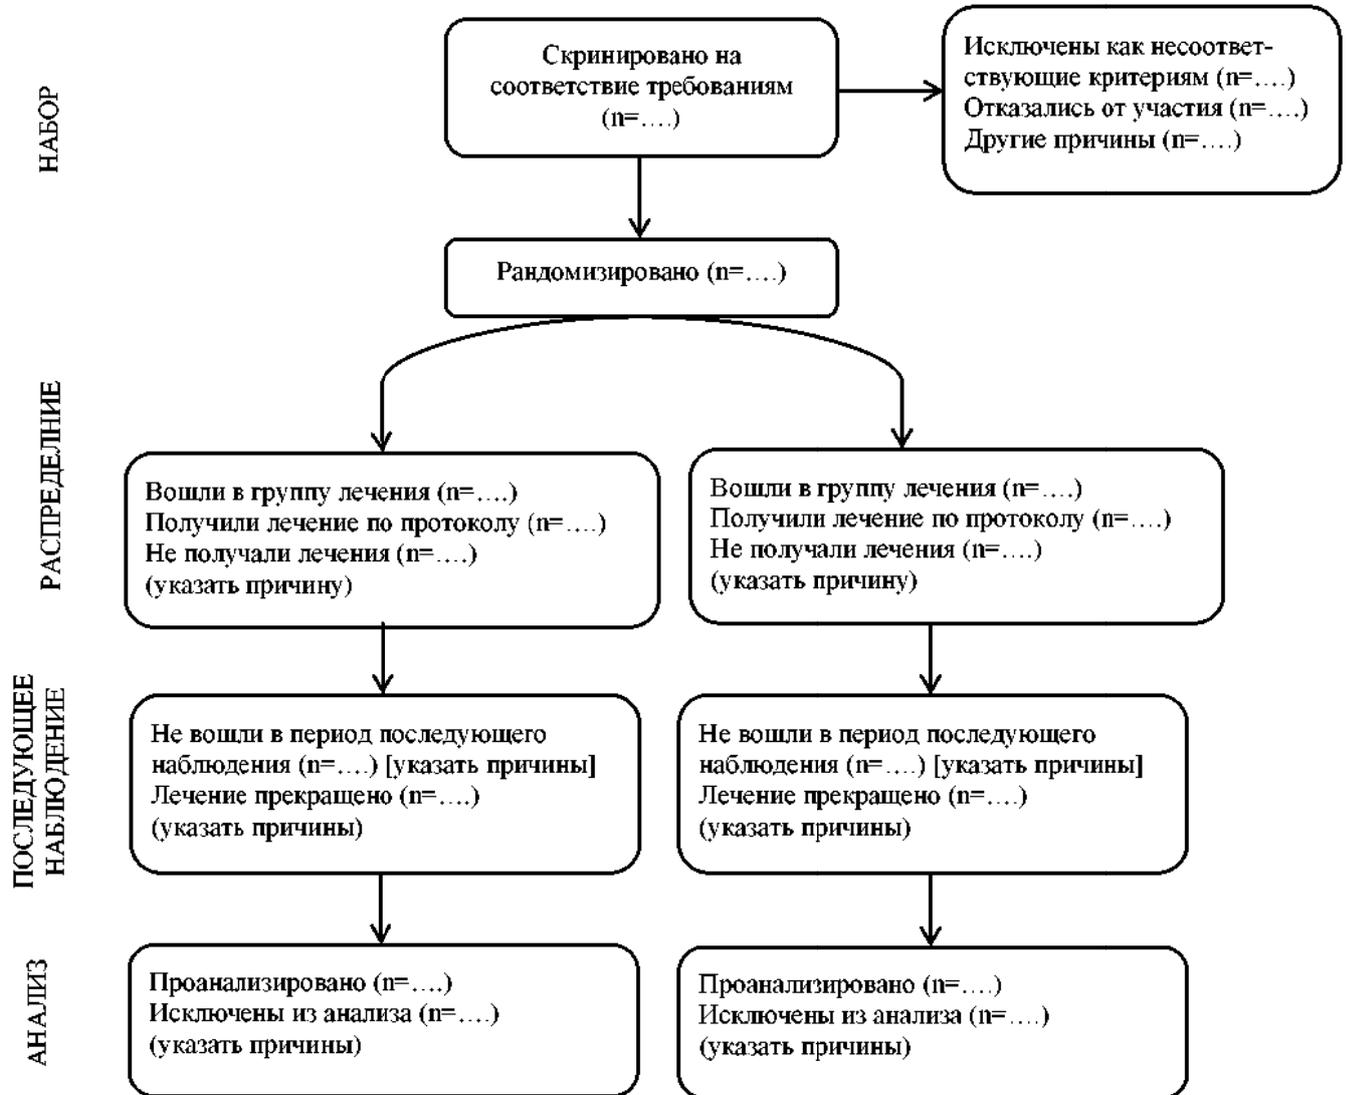 НАБОР
Скринировано на
соответствие требованиям
(n=….)
Исключены как несоответ-
ствующие критериям (n=….)
Отказались от участия (n=….)
Другие причины (n=….)
Рандомизировано (n=….)
РАСПРЕДЕЛНИЕ
Вошли в группу лечения (n=….)
Получили лечение по протоколу (n=….)
Не получали лечения (n=….)
(указать причину)
Вошли в группу лечения (n=….)
Получили лечение по протоколу (n=….)
Не получали лечения (n=….)
(указать причину)
ПОСЛЕДУЮЩЕЕ
НАБЛЮДЕНИЕ
Не вошли в период последующего
наблюдения (n=….) [указать причины]
Лечение прекращено (n=….)
(указать причины)
Не вошли в период последующего
наблюдения (n=….) [указать причины]
Лечение прекращено (n=….)
(указать причины)
АНАЛИЗ
Проанализировано (n=….)
Исключены из анализа (n=….)
(указать причины)
Проанализировано (n=….)
Исключены из анализа (n=….)
(указать причины)